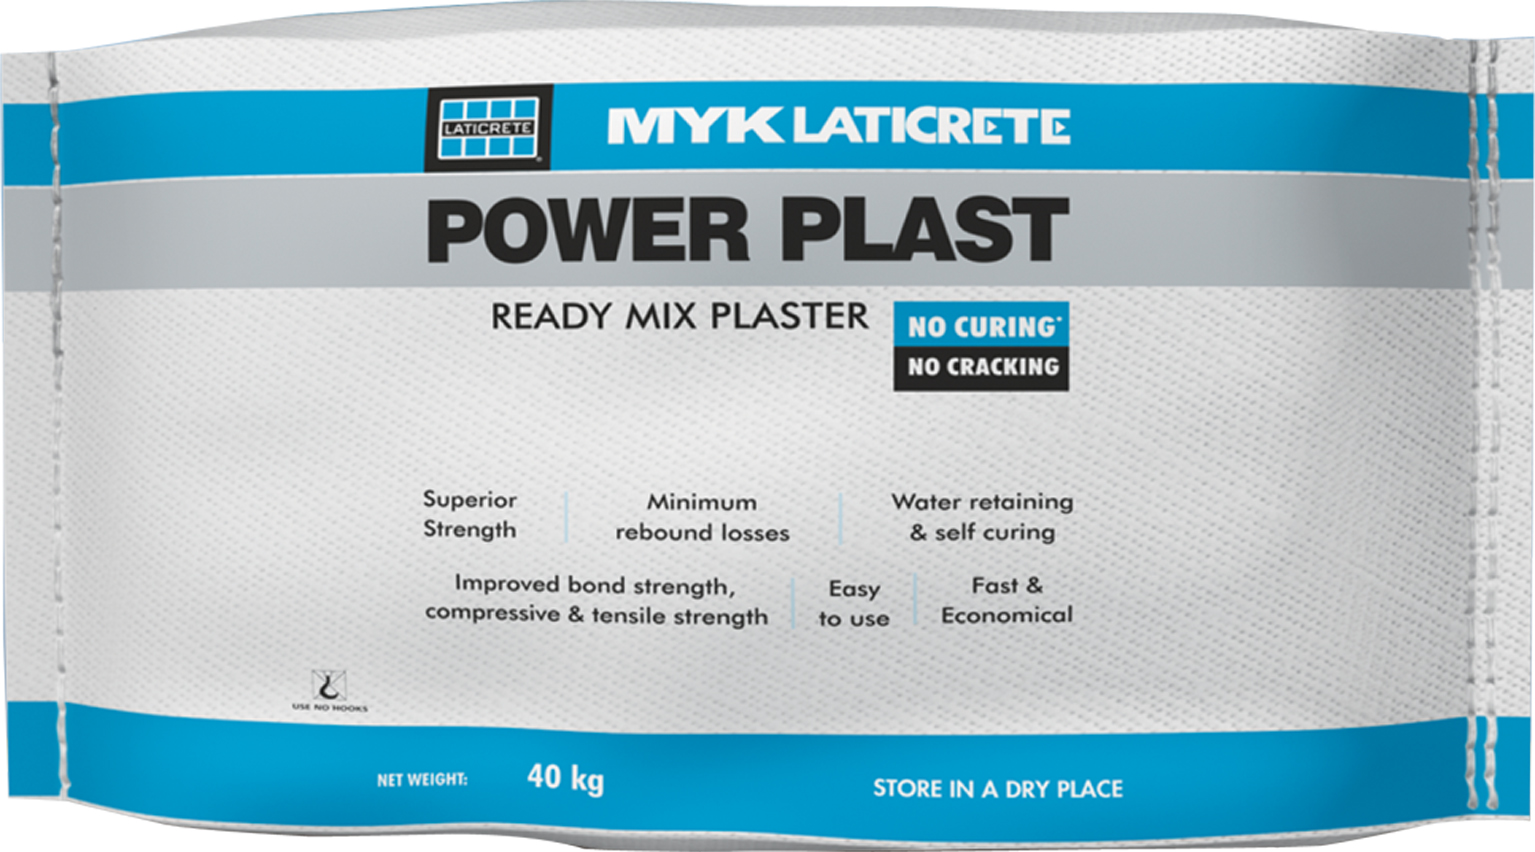 LATICRETE
MYK LATICRETE
POWER PLAST
READY MIX PLASTER
NO CURING*
NO CRACKING
Superior
Strength
Minimum
rebound losses
Water retaining
& self curing
Improved bond strength,
compressive & tensile strength
Easy
to use
Fast &
Economical
USE NO HOOKS
NET WEIGHT: 40 kg
STORE IN A DRY PLACE